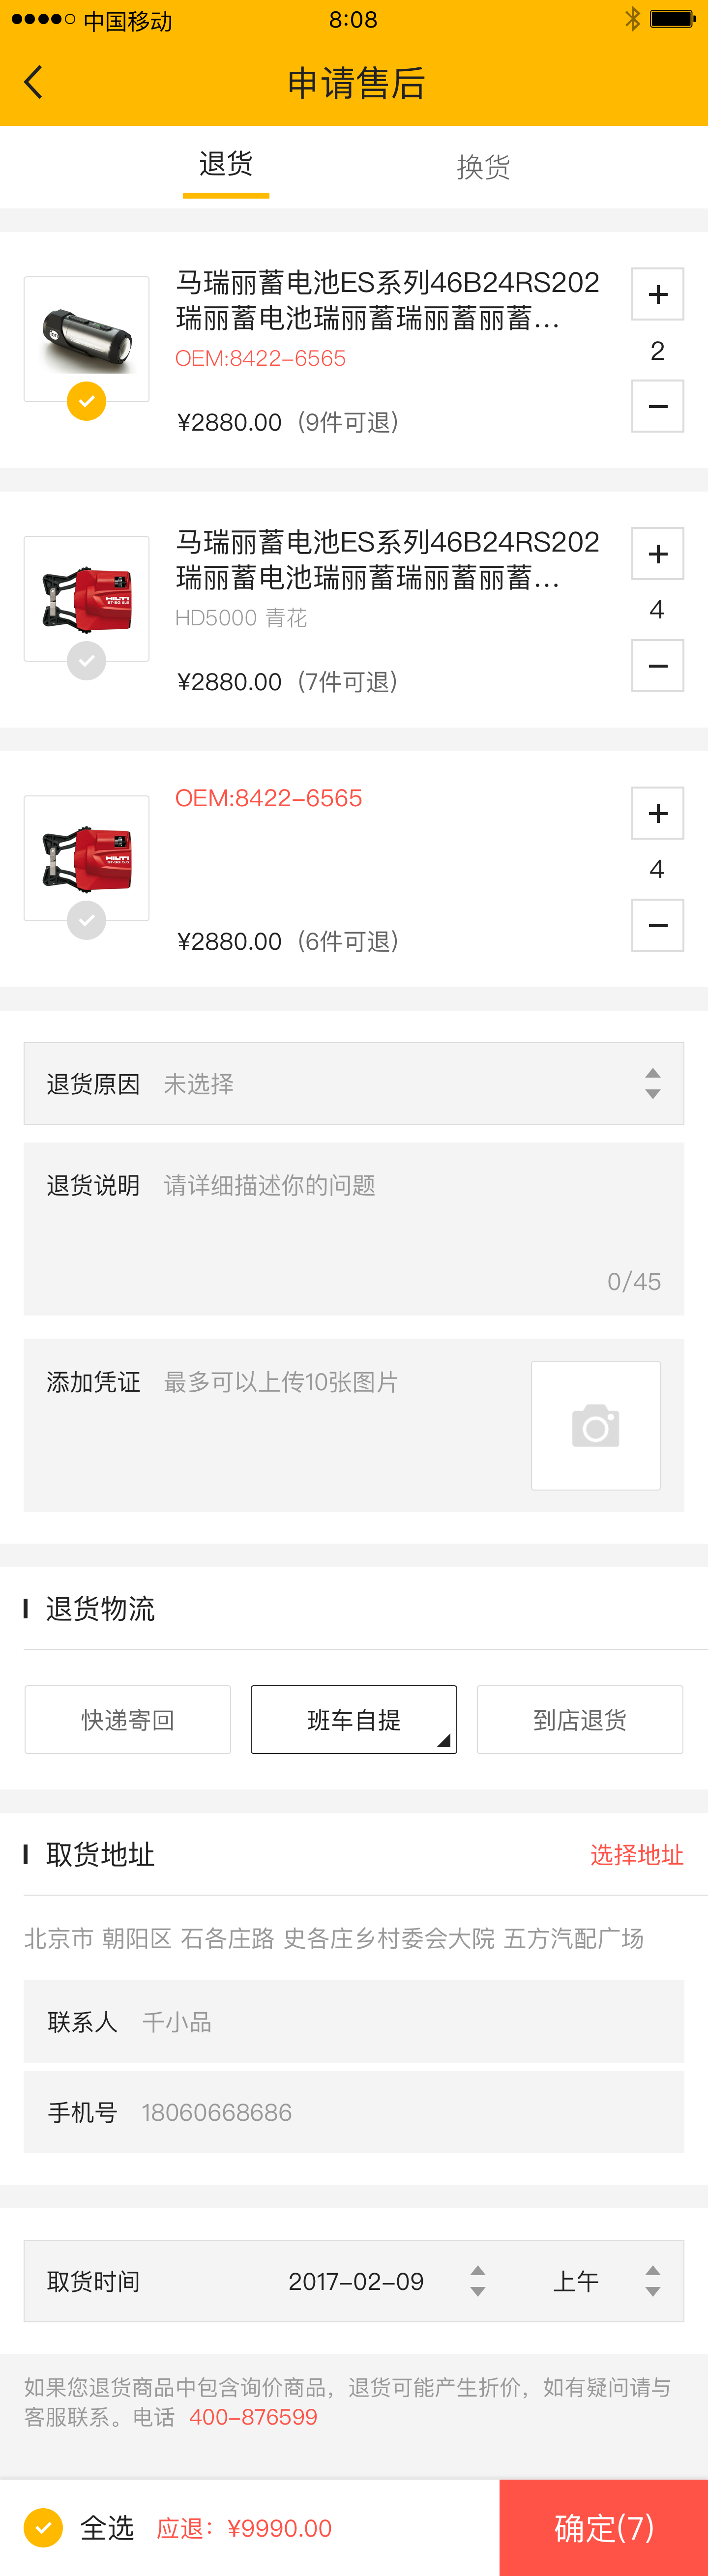 中国移动
8:08
申请售后
退货
换货
马瑞丽蓄电池ES系列46B24RS202
瑞丽蓄电池瑞丽蓄瑞丽蓄丽蓄...
OEM:8422-6565
¥2880.00 (9件可退)
+
2
−
马瑞丽蓄电池ES系列46B24RS202
瑞丽蓄电池瑞丽蓄瑞丽蓄丽蓄...
HD5000 青花
¥2880.00 (7件可退)
+
4
−
HILTI
OEM:8422-6565
¥2880.00 (6件可退)
+
4
−
HILTI
退货原因 未选择
退货说明 请详细描述你的问题
0/45
添加凭证 最多可以上传10张图片
退货物流
快递寄回
班车自提
到店退货
取货地址
选择地址
北京市 朝阳区 石各庄路 史各庄乡村委会大院 五方汽配广场
联系人 千小品
手机号 18060668686
取货时间 2017-02-09 上午
如果您退货商品中包含询价商品，退货可能产生折价，如有疑问请与
客服联系。电话 400-876599
全选 应退：¥9990.00
确定(7)